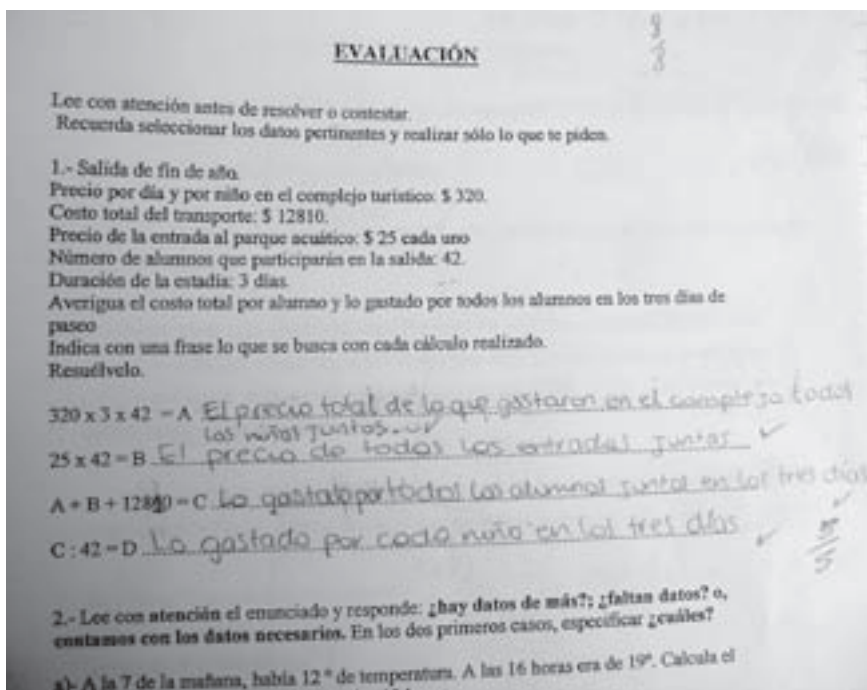 EVALUACIÓN
Lee con atención antes de resolver o contestar.
Recuerda seleccionar los datos pertinentes y realizar sólo lo que te piden.
1.- Salida de fin de año.
Precio por día y por niño en el complejo turístico: $ 320.
Costo total del transporte: $ 12810.
Precio de la entrada al parque acuático: $ 25 cada uno
Número de alumnos que participarán en la salida: 42.
Duración de la estadía: 3 días.
Averigua el costo total por alumno y lo gastado por todos los alumnos en los tres días de
paseo
Indica con una frase lo que se busca con cada cálculo realizado.
Resuélvelo.
320 x 3 x 42 = A El precio total de lo que gastaron en el complejo todos
los niños juntos.
25 x 42 = B El precio de todas las entradas juntas
A + B + 12810 = C Lo gastado por todos los alumnos juntos en los tres días
C : 42 = D Lo gastado por cada niño en los tres días
5/5
2.- Lee con atención el enunciado y responde: ¿hay datos de más?; ¿faltan datos? o,
contamos con los datos necesarios. En los dos primeros casos, especificar ¿cuáles?
a)- A la 7 de la mañana, había 12 ° de temperatura. A las 16 horas era de 19°. Calcula el